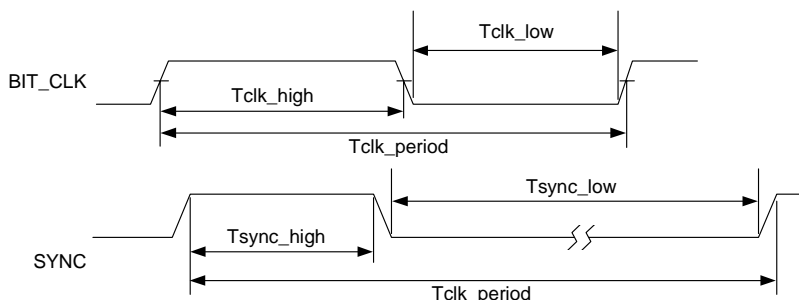 Tclk_low
BIT_CLK
Tclk_high
Tclk_period
Tsync_low
Tsync_high
SYNC
Tclk_period